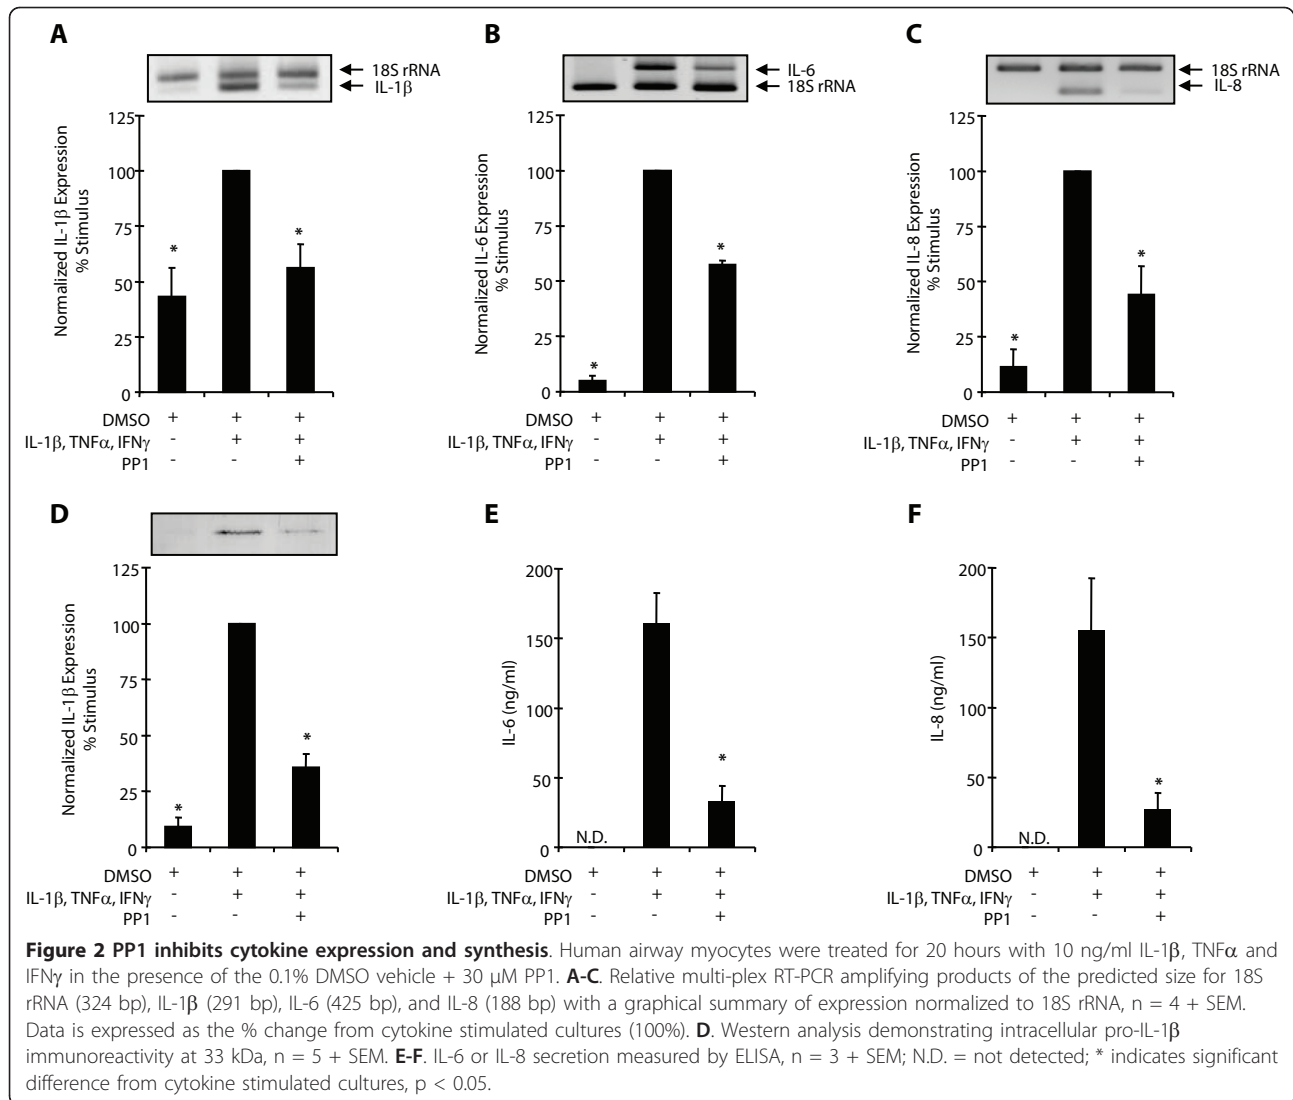 A
18S rRNA
IL-1β
125
100
75
50
25
0
Normalized IL-1β Expression
% Stimulus
*
*
DMSO + + +
IL-1β, TNFα, IFNγ - + +
PP1 - - +
B
IL-6
18S rRNA
125
100
75
50
25
0
Normalized IL-6 Expression
% Stimulus
*
*
DMSO + + +
IL-1β, TNFα, IFNγ - + +
PP1 - - +
C
18S rRNA
IL-8
125
100
75
50
25
0
Normalized IL-8 Expression
% Stimulus
*
*
DMSO + + +
IL-1β, TNFα, IFNγ - + +
PP1 - - +
D
125
100
75
50
25
0
Normalized IL-1β Expression
% Stimulus
*
*
DMSO + + +
IL-1β, TNFα, IFNγ - + +
PP1 - - +
E
200
150
100
50
0
IL-6 (ng/ml)
N.D.
*
DMSO + + +
IL-1β, TNFα, IFNγ - + +
PP1 - - +
F
200
150
100
50
0
IL-8 (ng/ml)
N.D.
*
DMSO + + +
IL-1β, TNFα, IFNγ - + +
PP1 - - +
Figure 2 PP1 inhibits cytokine expression and synthesis. Human airway myocytes were treated for 20 hours with 10 ng/ml IL-1β, TNFα and
IFNγ in the presence of the 0.1% DMSO vehicle + 30 μM PP1. A-C. Relative multi-plex RT-PCR amplifying products of the predicted size for 18S
rRNA (324 bp), IL-1β (291 bp), IL-6 (425 bp), and IL-8 (188 bp) with a graphical summary of expression normalized to 18S rRNA, n = 4 + SEM.
Data is expressed as the % change from cytokine stimulated cultures (100%). D. Western analysis demonstrating intracellular pro-IL-1β
immunoreactivity at 33 kDa, n = 5 + SEM. E-F. IL-6 or IL-8 secretion measured by ELISA, n = 3 + SEM; N.D. = not detected; * indicates significant
difference from cytokine stimulated cultures, p < 0.05.